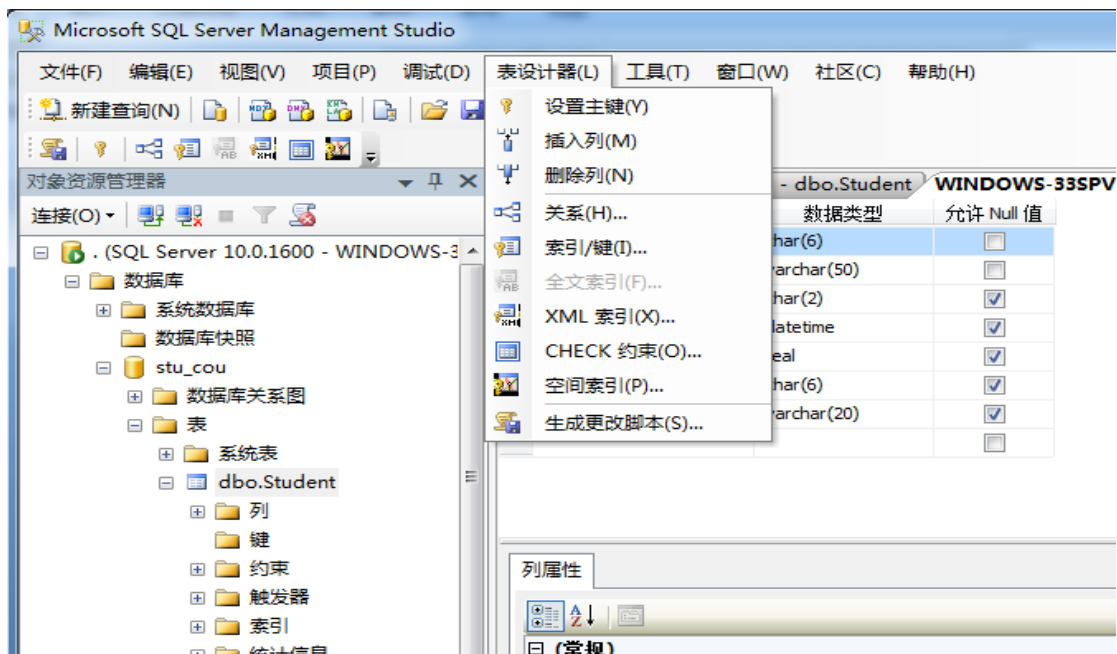 Microsoft SQL Server Management Studio
文件(F) 编辑(E) 视图(V) 项目(P) 调试(D) 表设计器(L) 工具(T) 窗口(W) 社区(C) 帮助(H)
新建查询(N)
设置主键(Y)
插入列(M)
删除列(N)
关系(H)...
索引/键(I)...
全文索引(F)...
XML 索引(X)...
CHECK 约束(O)...
空间索引(P)...
生成更改脚本(S)...
对象资源管理器
连接(O)
. (SQL Server 10.0.1600 - WINDOWS-3
数据库
系统数据库
数据库快照
stu_cou
数据库关系图
表
系统表
dbo.Student
列
键
约束
触发器
索引
统计信息
- dbo.Student WINDOWS-33SPV
数据类型 允许 Null 值
har(6)
archar(50)
har(2)
latetime
eal
har(6)
archar(20)
列属性
(常规)